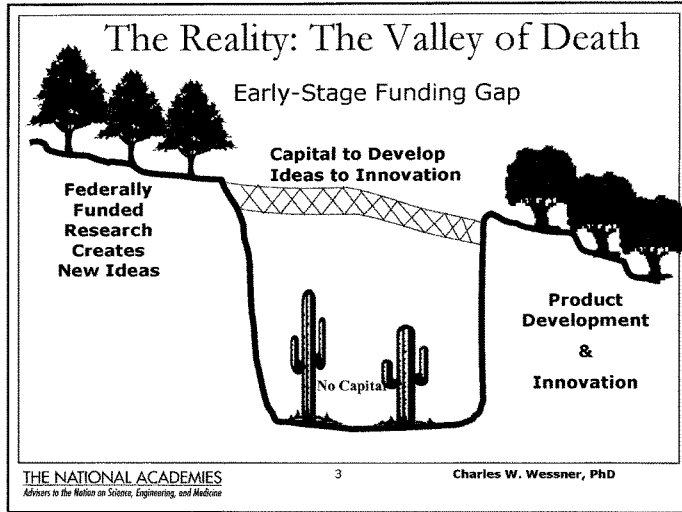 The Reality: The Valley of Death
Early-Stage Funding Gap
Capital to Develop
Ideas to Innovation
Federally
Funded
Research
Creates
New Ideas
No Capital
Product
Development
&
Innovation
THE NATIONAL ACADEMIES
Advisers to the Nation on Science, Engineering, and Medicine
3
Charles W. Wessner, PhD